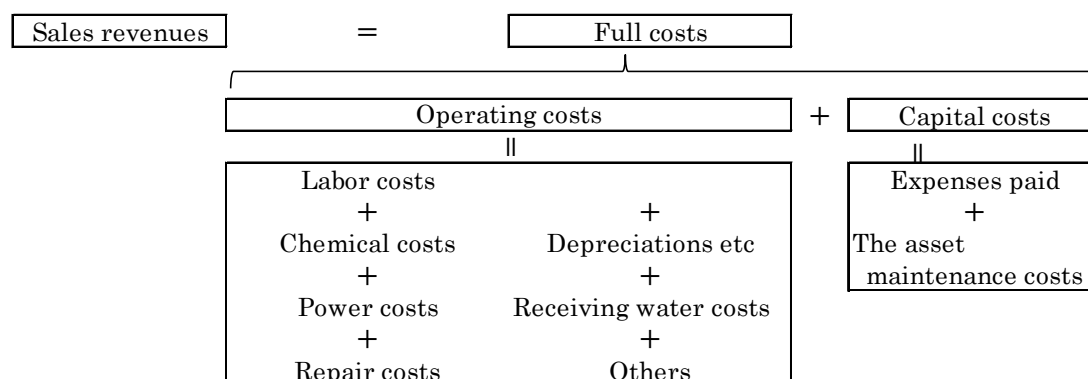 Sales revenues = Full costs
Operating costs + Capital costs
=
=
Labor costs
+
Chemical costs
+
Power costs
+
Repair costs
+
Depreciations etc
+
Receiving water costs
+
Others
Expenses paid
+
The asset
maintenance costs